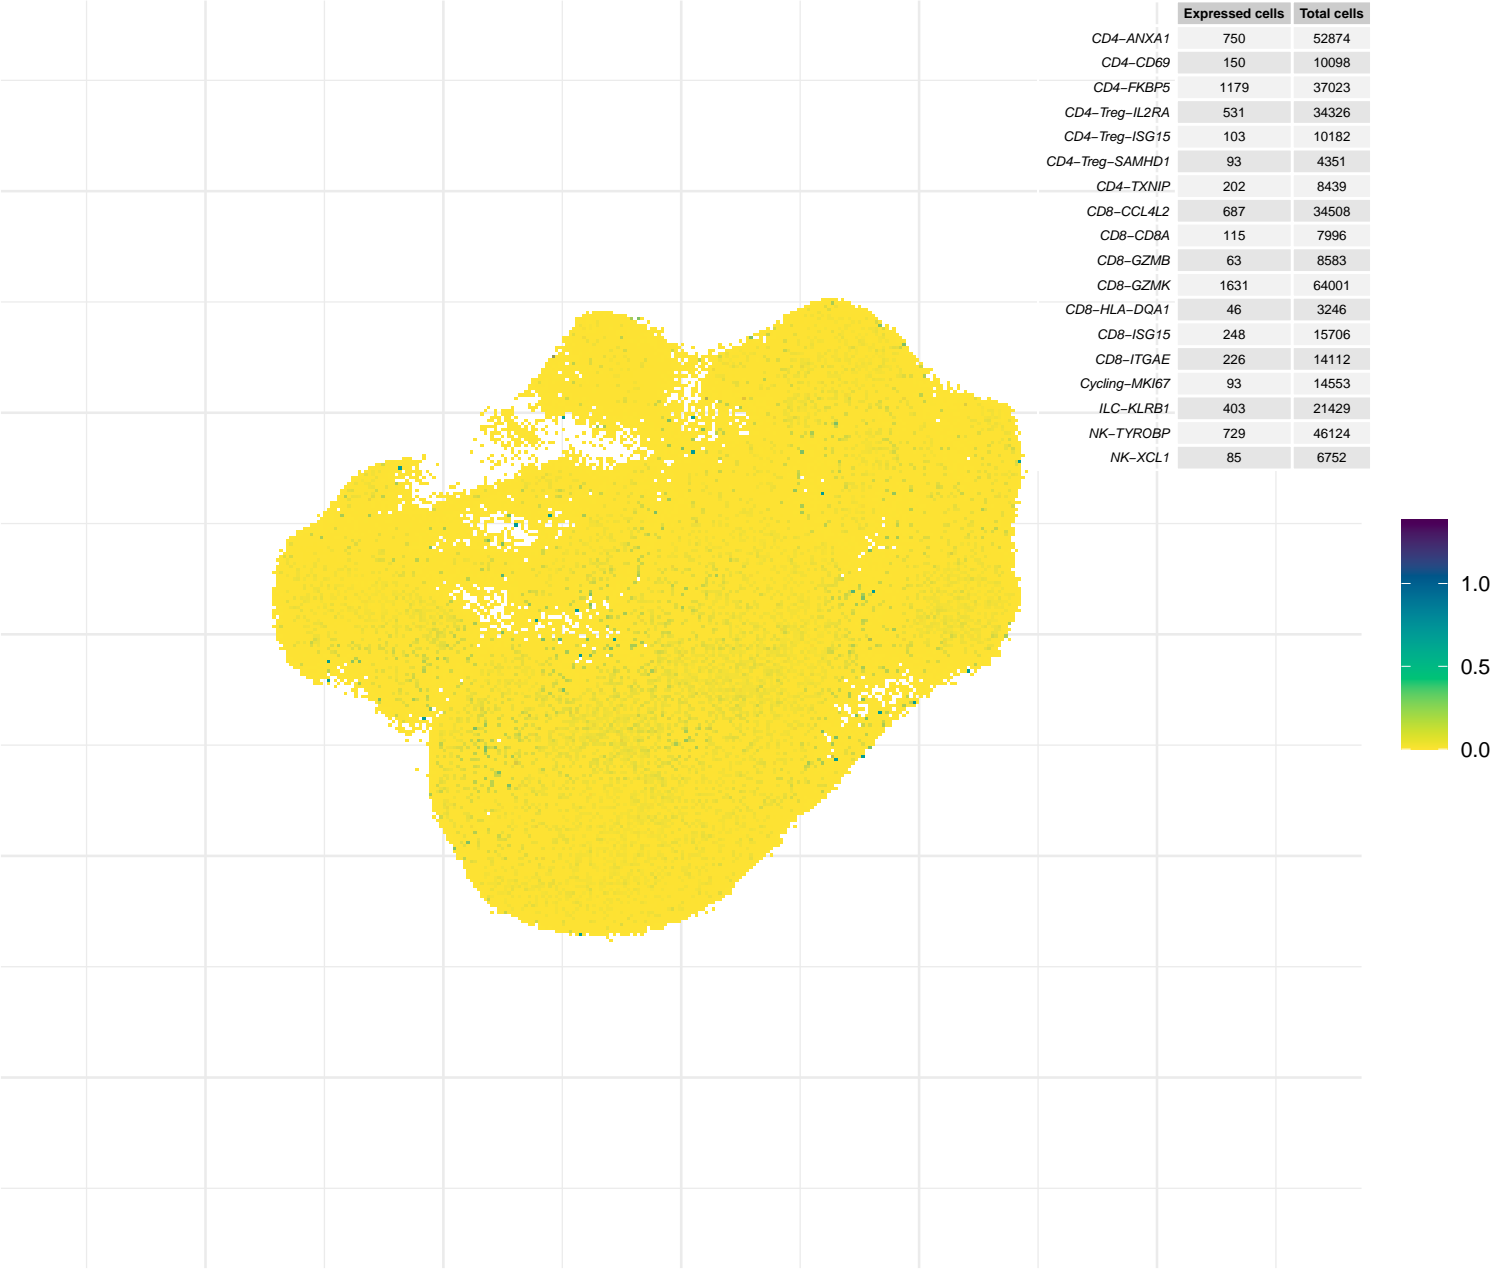 Expressed cells Total cells
CD4−ANXA1 750 52874
CD4−CD69 150 10098
CD4−FKBP5 1179 37023
CD4−Treg−IL2RA 531 34326
CD4−Treg−ISG15 103 10182
CD4−Treg−SAMHD1 93 4351
CD4−TXNIP 202 8439
CD8−CCL4L2 687 34508
CD8−CD8A 115 7996
CD8−GZMB 63 8583
CD8−GZMK 1631 64001
CD8−HLA−DQA1 46 3246
CD8−ISG15 248 15706
CD8−ITGAE 226 14112
Cycling−MKI67 93 14553
ILC−KLRB1 403 21429
NK−TYROBP 729 46124
NK−XCL1 85 6752
1.0
0.5
0.0